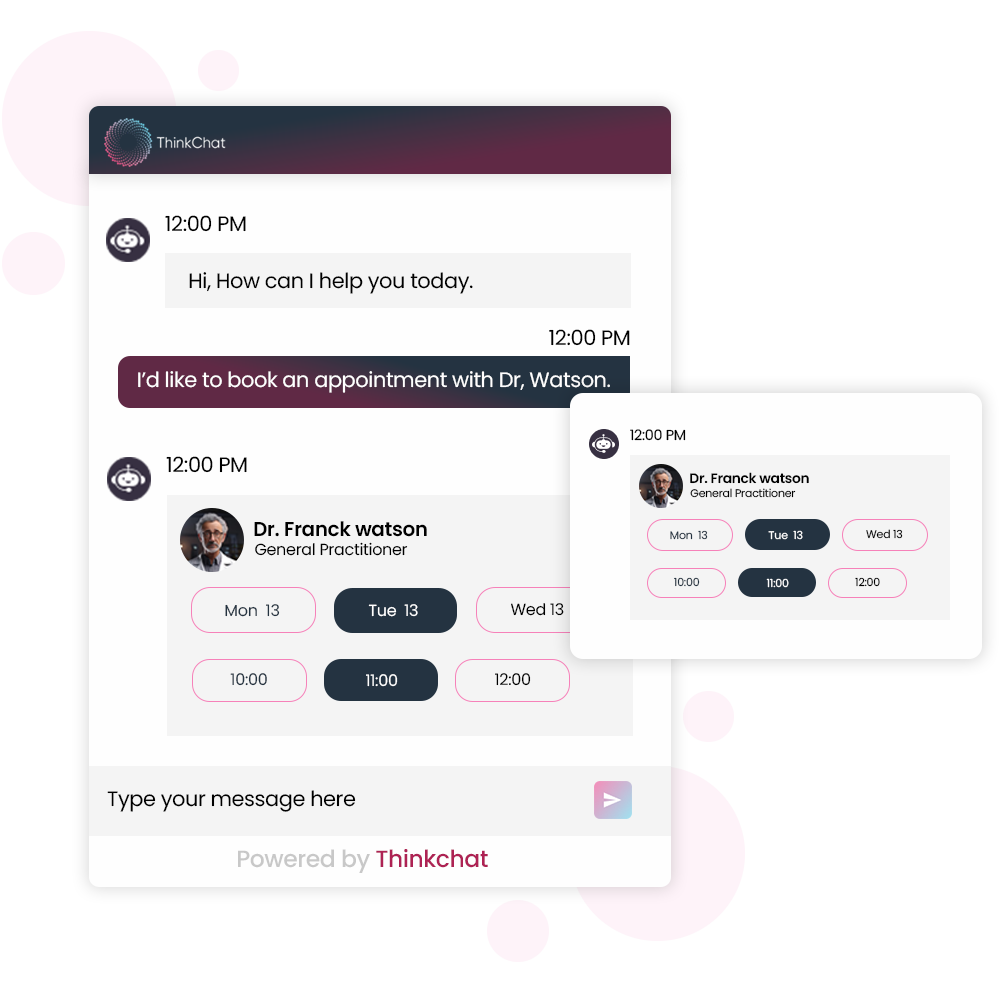 ThinkChat
12:00 PM
Hi, How can I help you today.
12:00 PM
I’d like to book an appointment with Dr, Watson.
12:00 PM
Dr. Franck watson
General Practitioner
Mon 13 Tue 13 Wed 13
10:00 11:00 12:00
Type your message here
Powered by Thinkchat
12:00 PM
Dr. Franck watson
General Practitioner
Mon 13 Tue 13 Wed 13
10:00 11:00 12:00